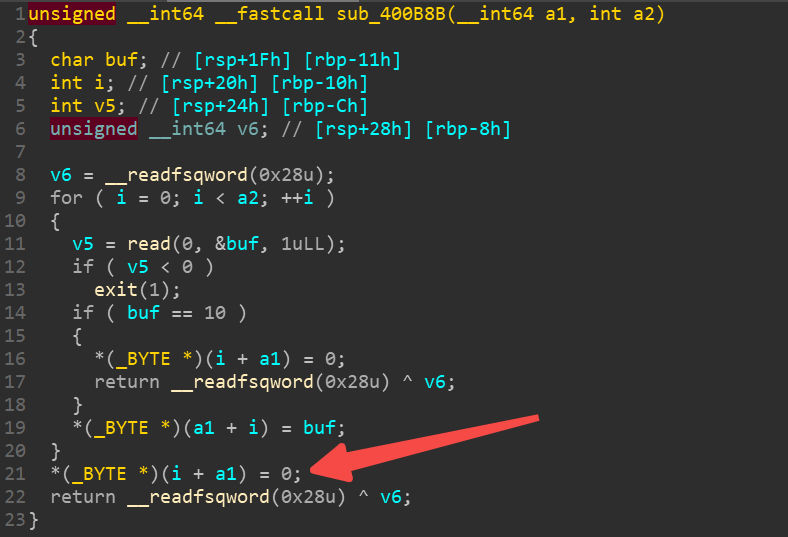 1 unsigned __int64 __fastcall sub_400B8B(__int64 a1, int a2)
2 {
3   char buf; // [rsp+1Fh] [rbp-11h]
4   int i; // [rsp+20h] [rbp-10h]
5   int v5; // [rsp+24h] [rbp-Ch]
6   unsigned __int64 v6; // [rsp+28h] [rbp-8h]
7
8   v6 = __readfsqword(0x28u);
9   for ( i = 0; i < a2; ++i )
10   {
11     v5 = read(0, &buf, 1uLL);
12     if ( v5 < 0 )
13       exit(1);
14     if ( buf == 10 )
15     {
16       *(_BYTE *)(i + a1) = 0;
17       return __readfsqword(0x28u) ^ v6;
18     }
19     *(_BYTE *)(a1 + i) = buf;
20   }
21   *(_BYTE *)(i + a1) = 0;
22   return __readfsqword(0x28u) ^ v6;
23 }